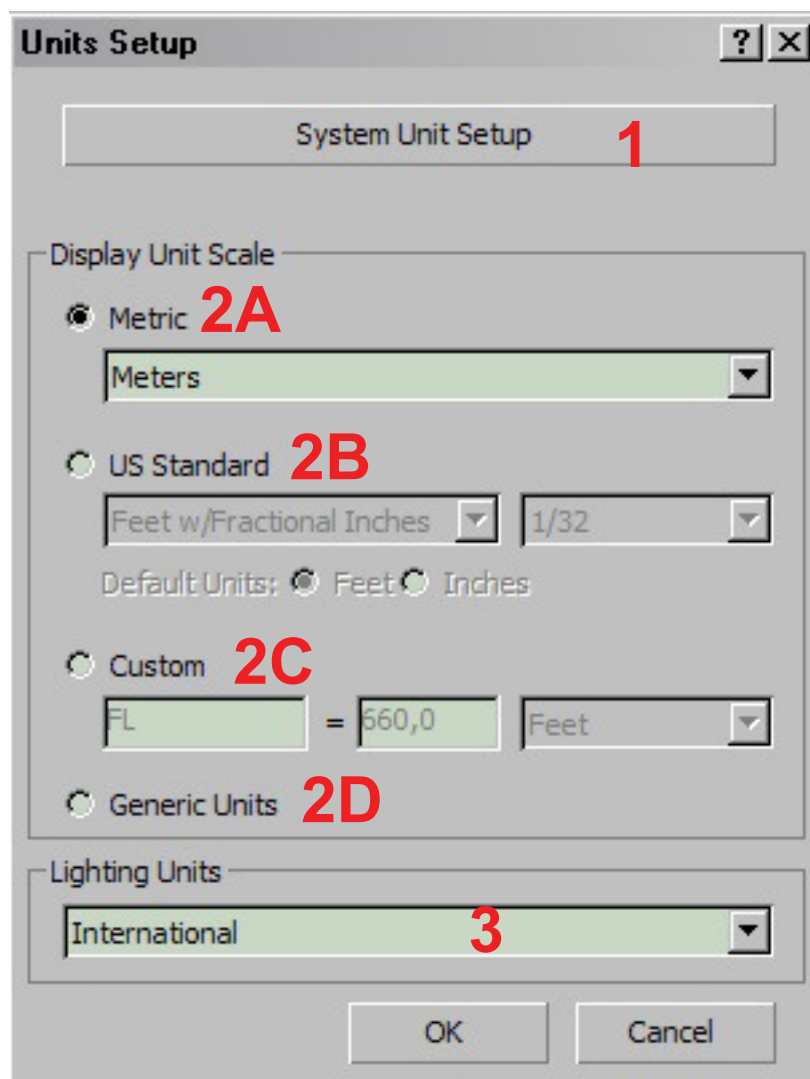 Units Setup ? X
System Unit Setup 1
Display Unit Scale
Metric 2A
Meters
US Standard 2B
Feet w/Fractional Inches 1/32
Default Units: Feet Inches
Custom 2C
FL = 660,0 Feet
Generic Units 2D
Lighting Units
International 3
OK Cancel